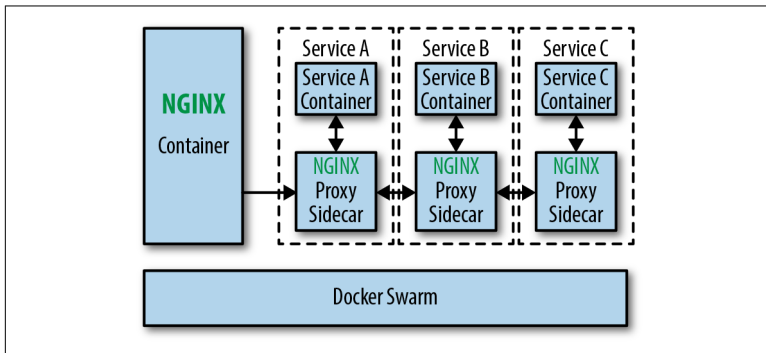 NGINX
Container
Service A
Service A
Container
NGINX
Proxy
Sidecar
Service B
Service B
Container
NGINX
Proxy
Sidecar
Service C
Service C
Container
NGINX
Proxy
Sidecar
Docker Swarm